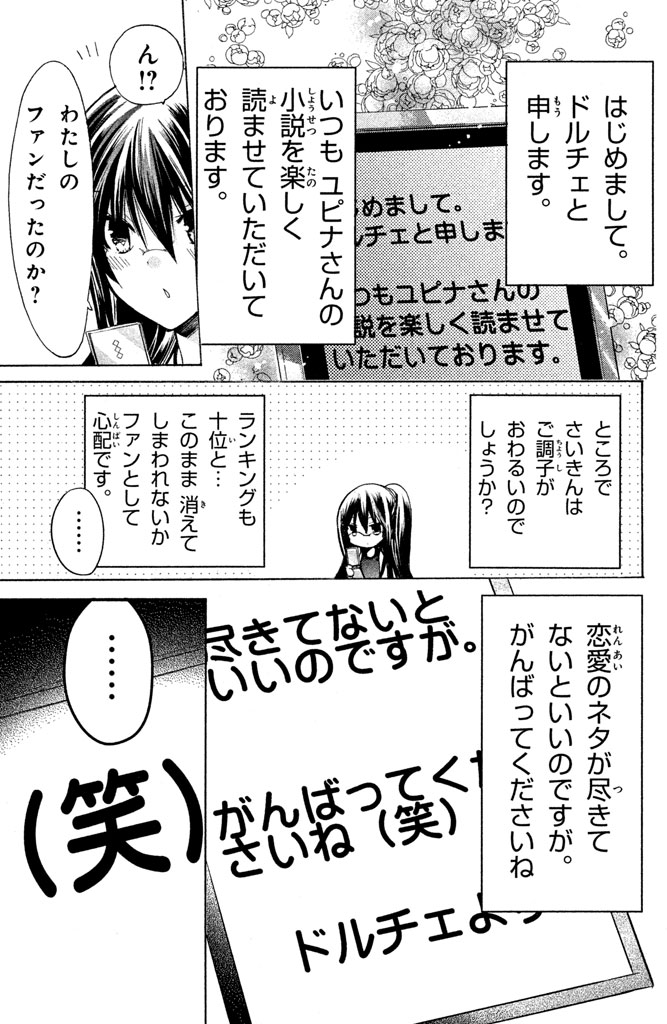 はじめまして。
ドルチェと
申します。
いつも ユピナさんの
小説を楽しく
読ませていただいて
おります。
じめまして。
ルチェと申しま
つもユピナさんの
説を楽しく読ませて
いただいております。
ん!?
わたしの
ファンだったのか?
ところで
さいきんは
ご調子が
おわるいので
しょうか?
ランキングも
十位と…
このまま 消えて
しまわれないか
ファンとして
心配です。
……
恋愛のネタが尽きて
ないといいのですが。
がんばってくださいね
尽きてないと
いいのですが。
がんばってくだ
さいね(笑)
ドルチェより
……
(笑)